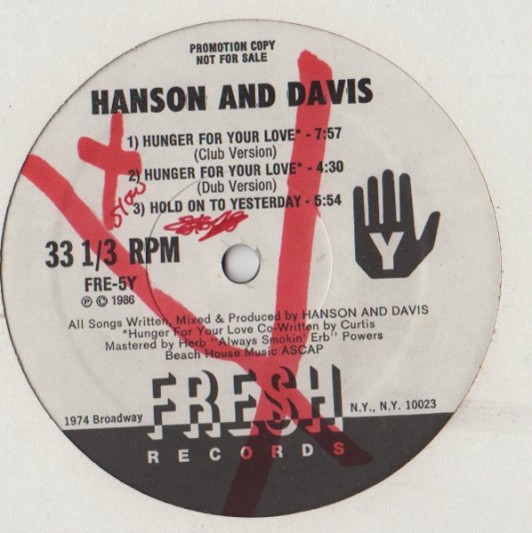 PROMOTION COPY
NOT FOR SALE
HANSON AND DAVIS
1) HUNGER FOR YOUR LOVE* - 7:57
(Club Version)
2) HUNGER FOR YOUR LOVE* - 4:30
(Dub Version)
3) HOLD ON TO YESTERDAY - 5:54
slow
33 1/3 RPM
FRE-5Y
℗ © 1986
Y
All Songs Written, Mixed & Produced by HANSON AND DAVIS
*Hunger For Your Love Co-Written by Curtis
Mastered by Herb "Always Smokin' Erb" Powers
Beach House Music ASCAP
1974 Broadway
FRESH
N.Y., N.Y. 10023
RECORDS